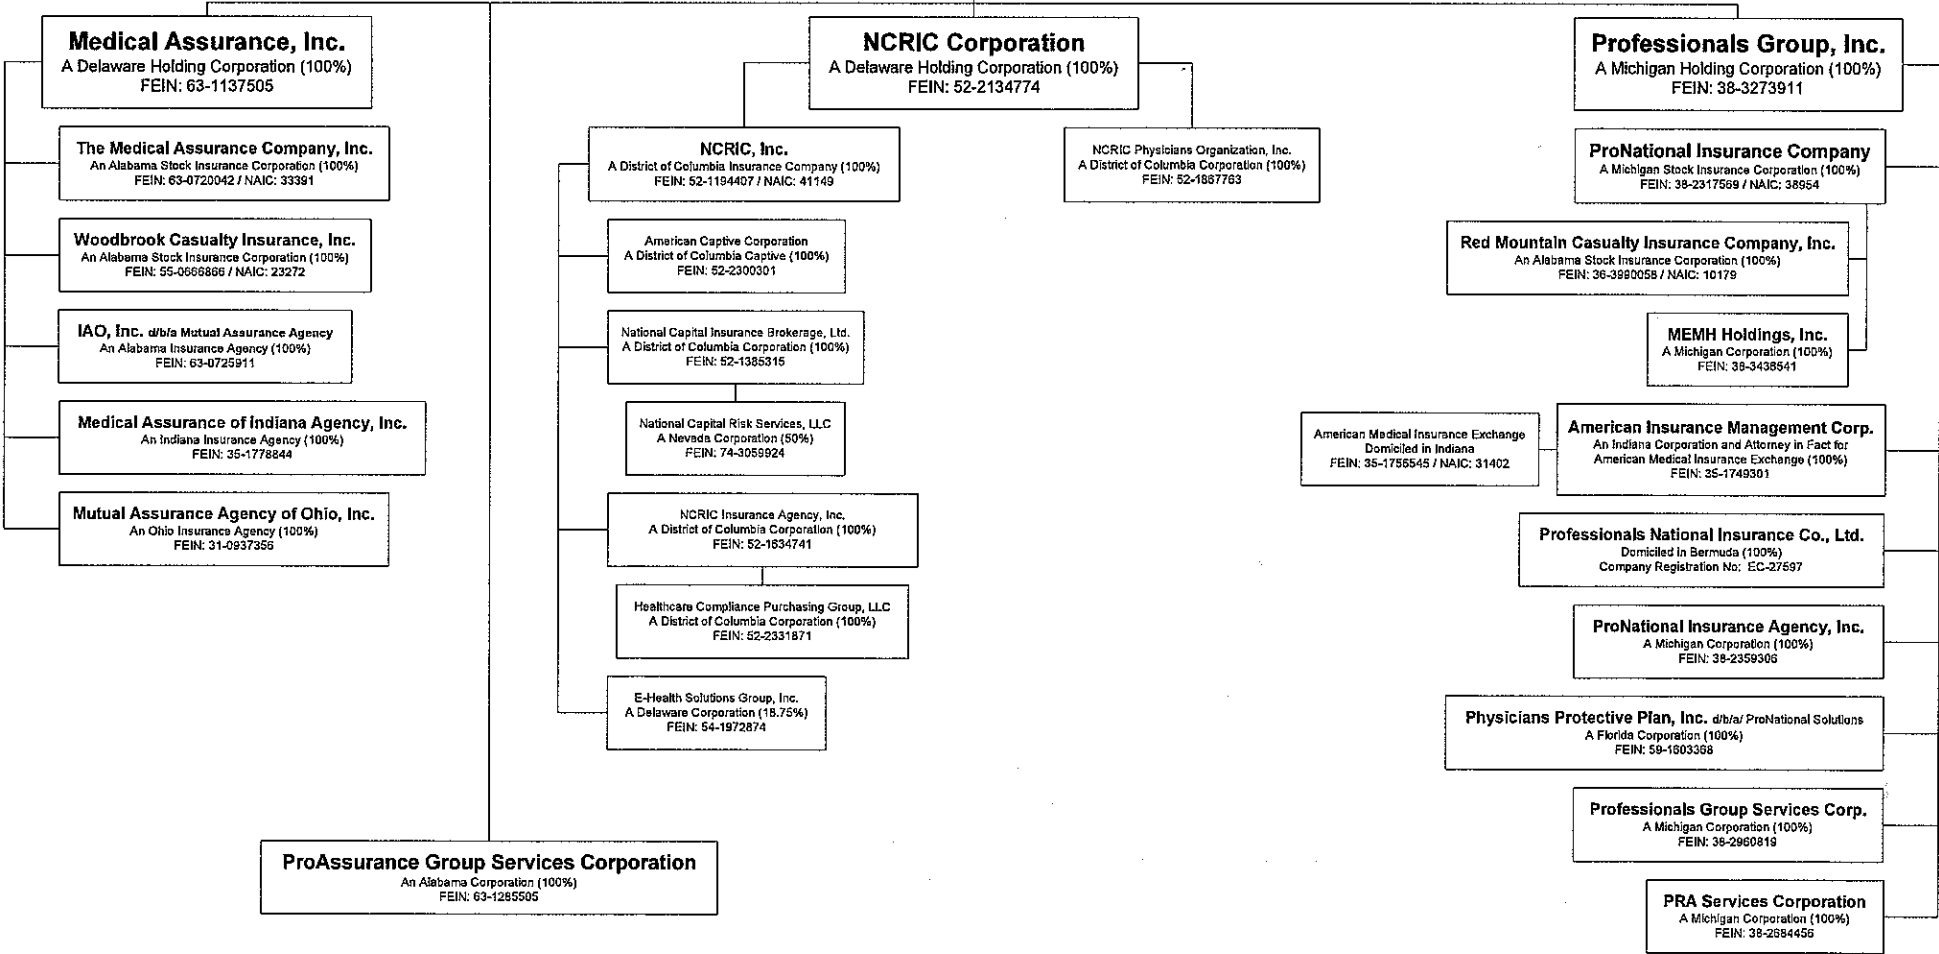 Medical Assurance, Inc.
A Delaware Holding Corporation (100%)
FEIN: 63-1137505
The Medical Assurance Company, Inc.
An Alabama Stock Insurance Corporation (100%)
FEIN: 63-0720042 / NAIC: 33391
Woodbrook Casualty Insurance, Inc.
An Alabama Stock Insurance Corporation (100%)
FEIN: 55-0666866 / NAIC: 23272
IAO, Inc. d/b/a Mutual Assurance Agency
An Alabama Insurance Agency (100%)
FEIN: 63-0725911
Medical Assurance of Indiana Agency, Inc.
An Indiana Insurance Agency (100%)
FEIN: 35-1778844
Mutual Assurance Agency of Ohio, Inc.
An Ohio Insurance Agency (100%)
FEIN: 31-0937356
ProAssurance Group Services Corporation
An Alabama Corporation (100%)
FEIN: 63-1285505
NCRIC Corporation
A Delaware Holding Corporation (100%)
FEIN: 52-2134774
NCRIC, Inc.
A District of Columbia Insurance Company (100%)
FEIN: 52-1194407 / NAIC: 41149
NCRIC Physicians Organization, Inc.
A District of Columbia Corporation (100%)
FEIN: 52-1867763
American Captive Corporation
A District of Columbia Captive (100%)
FEIN: 52-2300301
National Capital Insurance Brokerage, Ltd.
A District of Columbia Corporation (100%)
FEIN: 52-1385315
National Capital Risk Services, LLC
A Nevada Corporation (50%)
FEIN: 74-3059924
NCRIC Insurance Agency, Inc.
A District of Columbia Corporation (100%)
FEIN: 52-1634741
Healthcare Compliance Purchasing Group, LLC
A District of Columbia Corporation (100%)
FEIN: 52-2331871
E-Health Solutions Group, Inc.
A Delaware Corporation (18.75%)
FEIN: 54-1972874
Professionals Group, Inc.
A Michigan Holding Corporation (100%)
FEIN: 38-3273911
ProNational Insurance Company
A Michigan Stock Insurance Corporation (100%)
FEIN: 38-2317569 / NAIC: 38954
Red Mountain Casualty Insurance Company, Inc.
An Alabama Stock Insurance Corporation (100%)
FEIN: 36-3990058 / NAIC: 10179
MEMH Holdings, Inc.
A Michigan Corporation (100%)
FEIN: 38-3438541
American Medical Insurance Exchange
Domiciled in Indiana
FEIN: 35-1756545 / NAIC: 31402
American Insurance Management Corp.
An Indiana Corporation and Attorney in Fact for
American Medical Insurance Exchange (100%)
FEIN: 35-1749301
Professionals National Insurance Co., Ltd.
Domiciled in Bermuda (100%)
Company Registration No: EC-27597
ProNational Insurance Agency, Inc.
A Michigan Corporation (100%)
FEIN: 38-2359306
Physicians Protective Plan, Inc. d/b/a/ ProNational Solutions
A Florida Corporation (100%)
FEIN: 59-1603368
Professionals Group Services Corp.
A Michigan Corporation (100%)
FEIN: 38-2960819
PRA Services Corporation
A Michigan Corporation (100%)
FEIN: 38-2684456